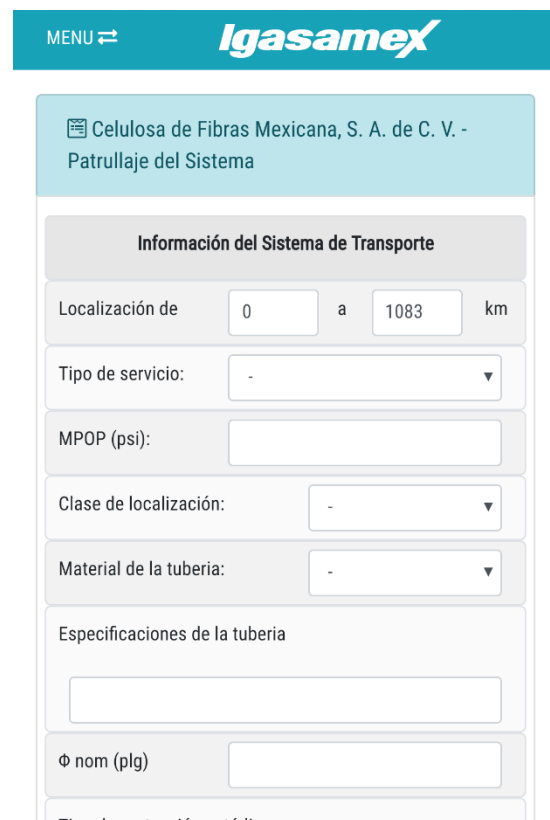 MENU
Igasamex
Celulosa de Fibras Mexicana, S. A. de C. V. -
Patrullaje del Sistema
Información del Sistema de Transporte
Localización de 0 a 1083 km
Tipo de servicio: -
MPOP (psi):
Clase de localización: -
Material de la tuberia: -
Especificaciones de la tuberia
Φ nom (plg)